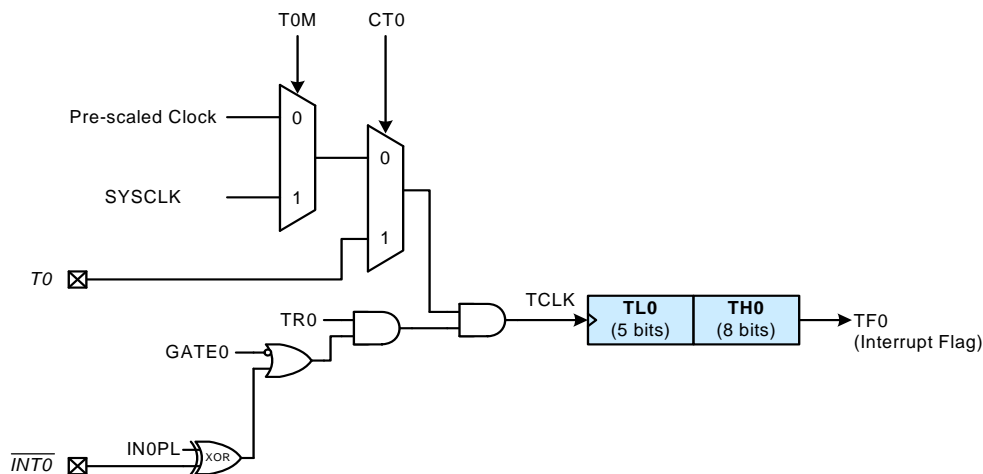 T0M CT0
Pre-scaled Clock 0
0
SYSCLK 1
1
T0
TCLK TL0 TH0
TR0 (5 bits) (8 bits) TF0
(Interrupt Flag)
GATE0
IN0PL XOR
INT0